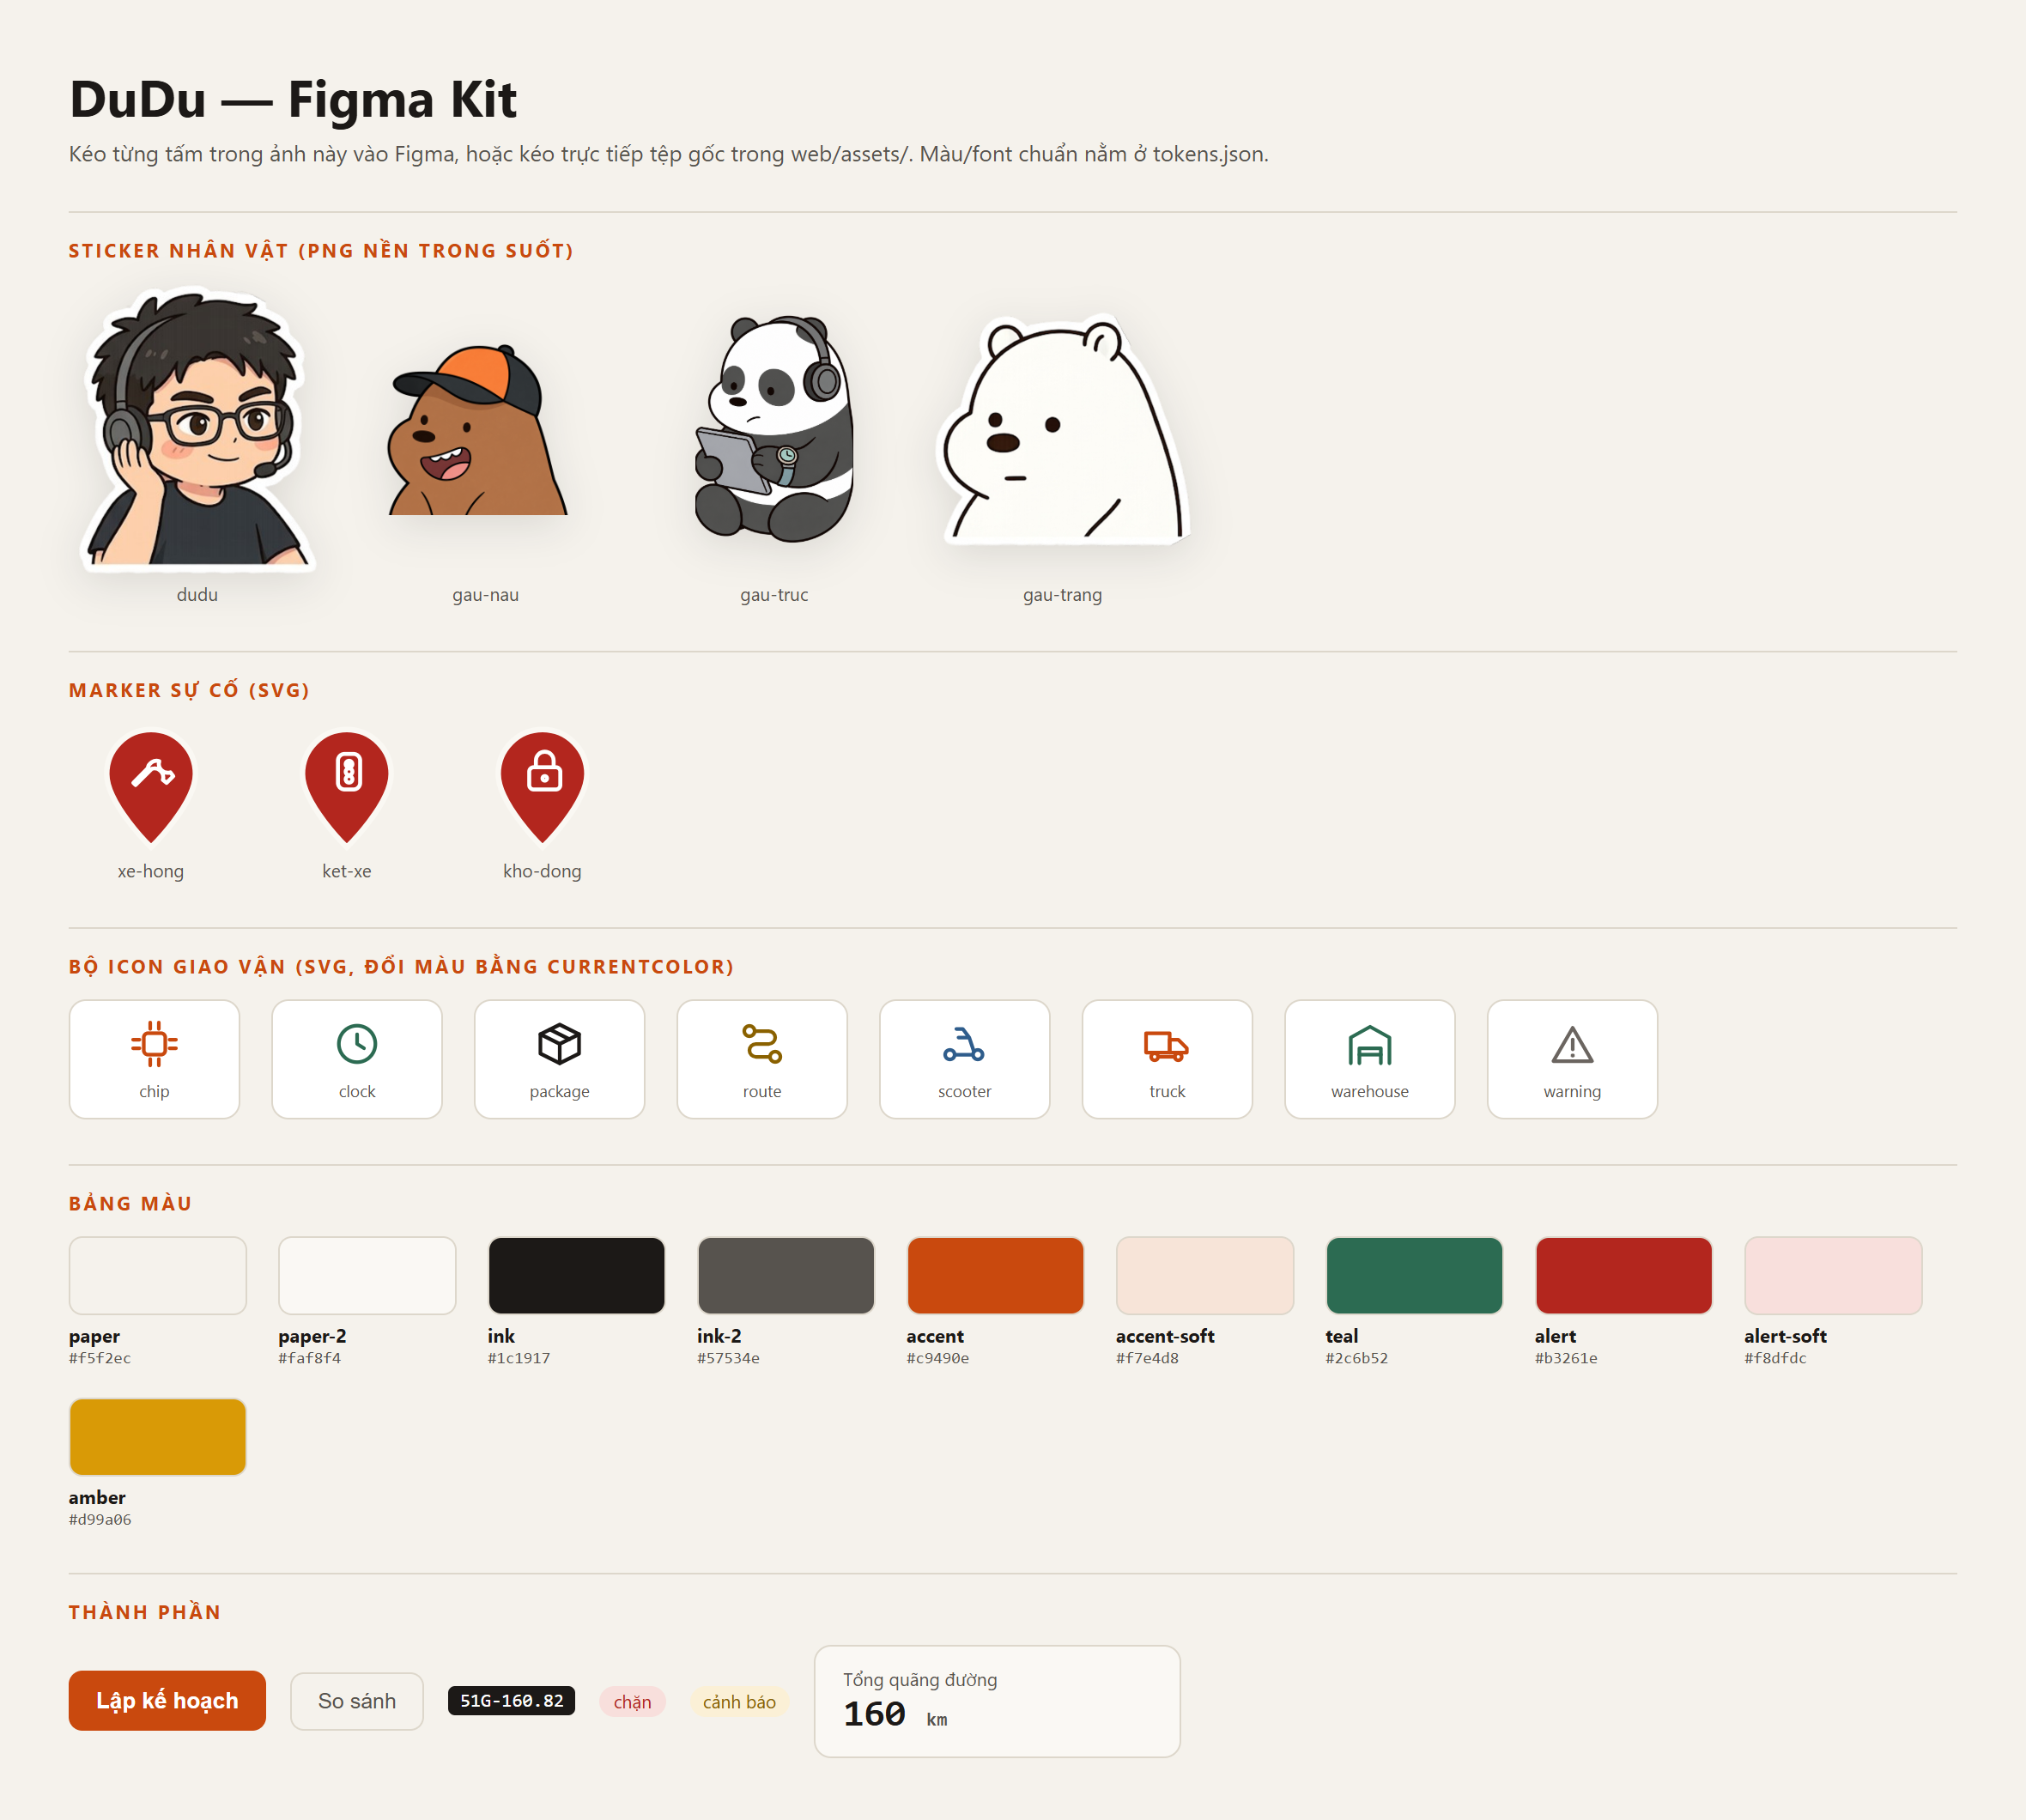 DuDu — Figma Kit
Kéo từng tấm trong ảnh này vào Figma, hoặc kéo trực tiếp tệp gốc trong web/assets/. Màu/font chuẩn nằm ở tokens.json.
STICKER NHÂN VẬT (PNG NỀN TRONG SUỐT)
dudu
gau-nau
gau-truc
gau-trang
MARKER SỰ CỐ (SVG)
xe-hong
ket-xe
kho-dong
BỘ ICON GIAO VẬN (SVG, ĐỔI MÀU BẰNG CURRENTCOLOR)
chip
clock
package
route
scooter
truck
warehouse
warning
BẢNG MÀU
paper
#f5f2ec
paper-2
#faf8f4
ink
#1c1917
ink-2
#57534e
accent
#c9490e
accent-soft
#f7e4d8
teal
#2c6b52
alert
#b3261e
alert-soft
#f8dfdc
amber
#d99a06
THÀNH PHẦN
Lập kế hoạch
So sánh
51G-160.82
chặn
cảnh báo
Tổng quãng đường
160 km